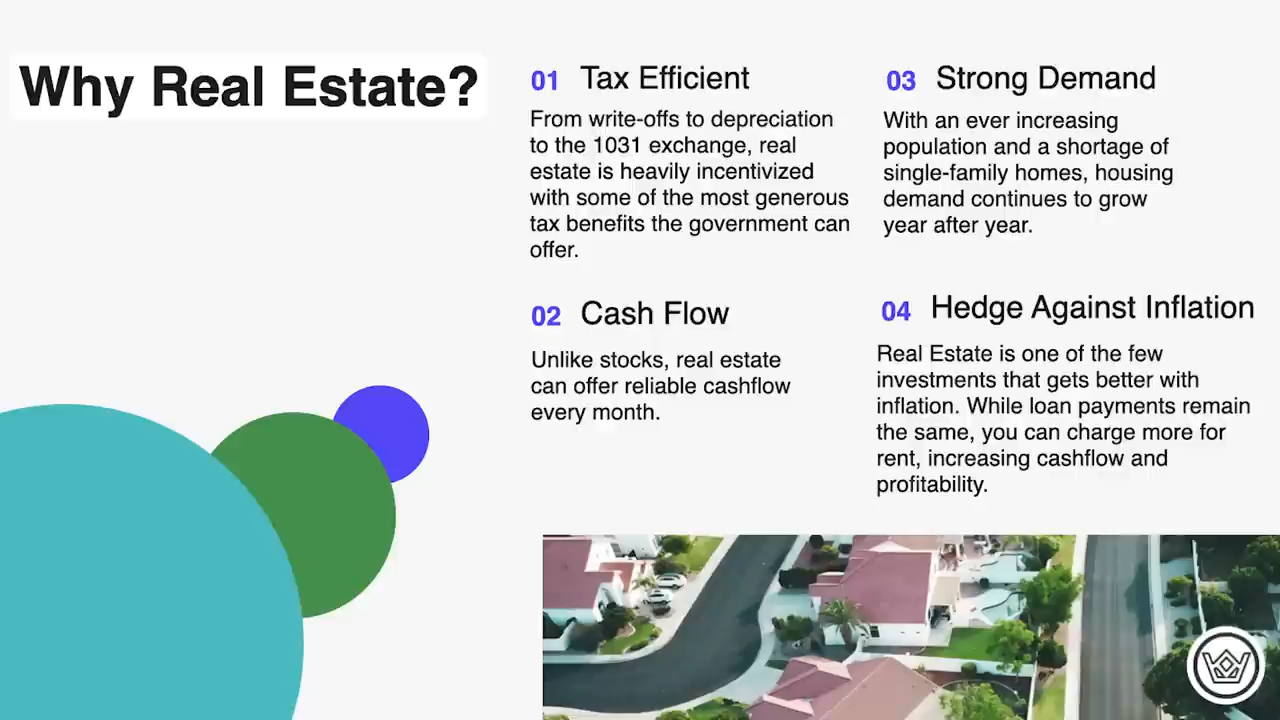 Why Real Estate?
01 Tax Efficient
From write-offs to depreciation
to the 1031 exchange, real
estate is heavily incentivized
with some of the most generous
tax benefits the government can
offer.
02 Cash Flow
Unlike stocks, real estate
can offer reliable cashflow
every month.
03 Strong Demand
With an ever increasing
population and a shortage of
single-family homes, housing
demand continues to grow
year after year.
04 Hedge Against Inflation
Real Estate is one of the few
investments that gets better with
inflation. While loan payments remain
the same, you can charge more for
rent, increasing cashflow and
profitability.